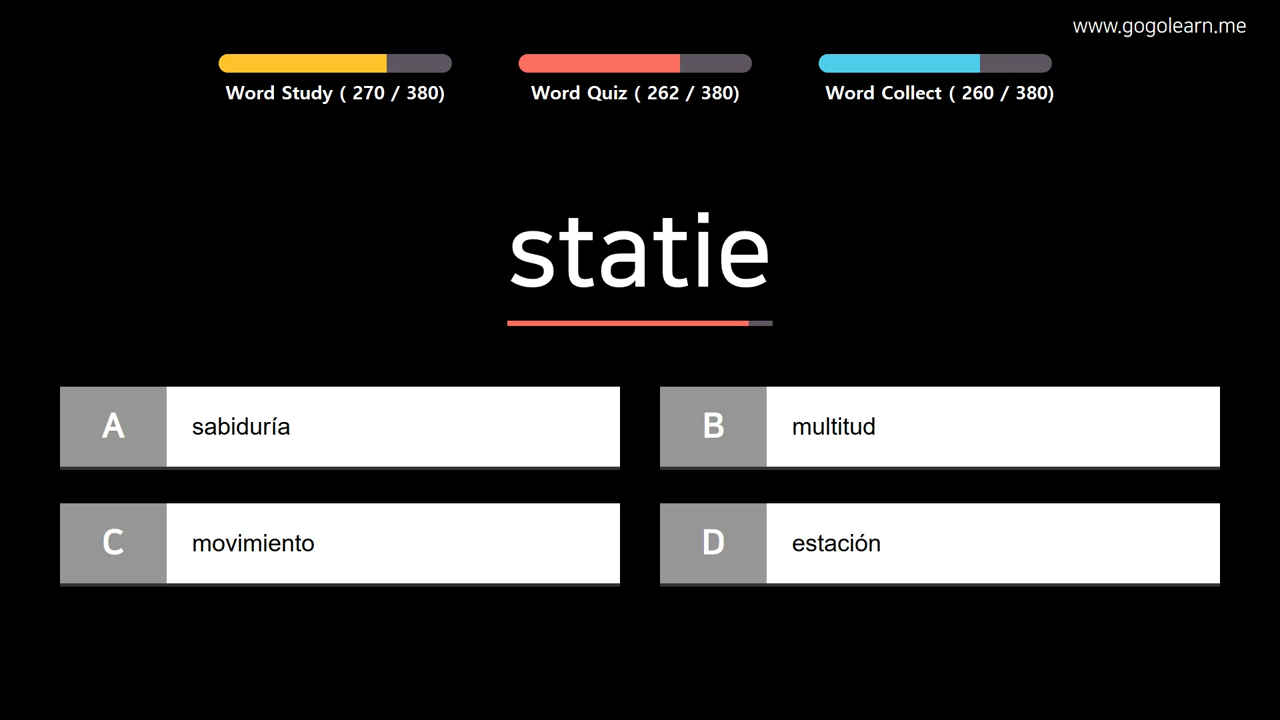 www.gogolearn.me
Word Study ( 270 / 380)
Word Quiz ( 262 / 380)
Word Collect ( 260 / 380)
statie
A
sabiduría
B
multitud
C
movimiento
D
estación